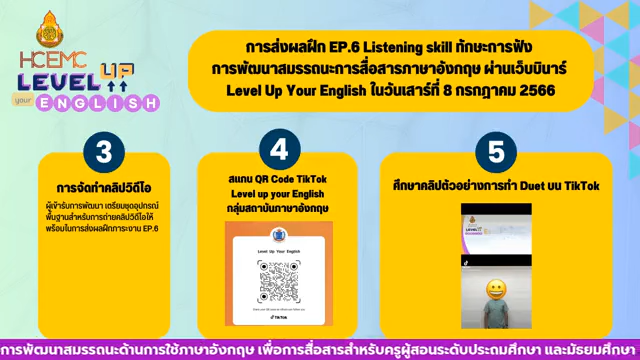 HCEMC
LEVEL UP
your ENGLISH
การส่งผลฝึก EP.6 Listening skill ทักษะการฟัง
การพัฒนาสมรรถนะการสื่อสารภาษาอังกฤษ ผ่านเว็บบินาร์
Level Up Your English ในวันเสาร์ที่ 8 กรกฎาคม 2566
3
การจัดทำคลิปวิดีโอ
ผู้เข้ารับการพัฒนา เตรียมชุดอุปกรณ์
พื้นฐานสำหรับการถ่ายคลิปวิดีโอให้
พร้อมในการส่งผลฝึกภาระงาน EP.6
4
สแกน QR Code TikTok
Level up your English
กลุ่มสถาบันภาษาอังกฤษ
Level Up Your English
TikTok
5
ศึกษาคลิปตัวอย่างการทำ Duet บน TikTok
การพัฒนาสมรรถนะด้านการใช้ภาษาอังกฤษ เพื่อการสื่อสารสำหรับครูผู้สอนระดับประถมศึกษา และมัธยมศึกษา